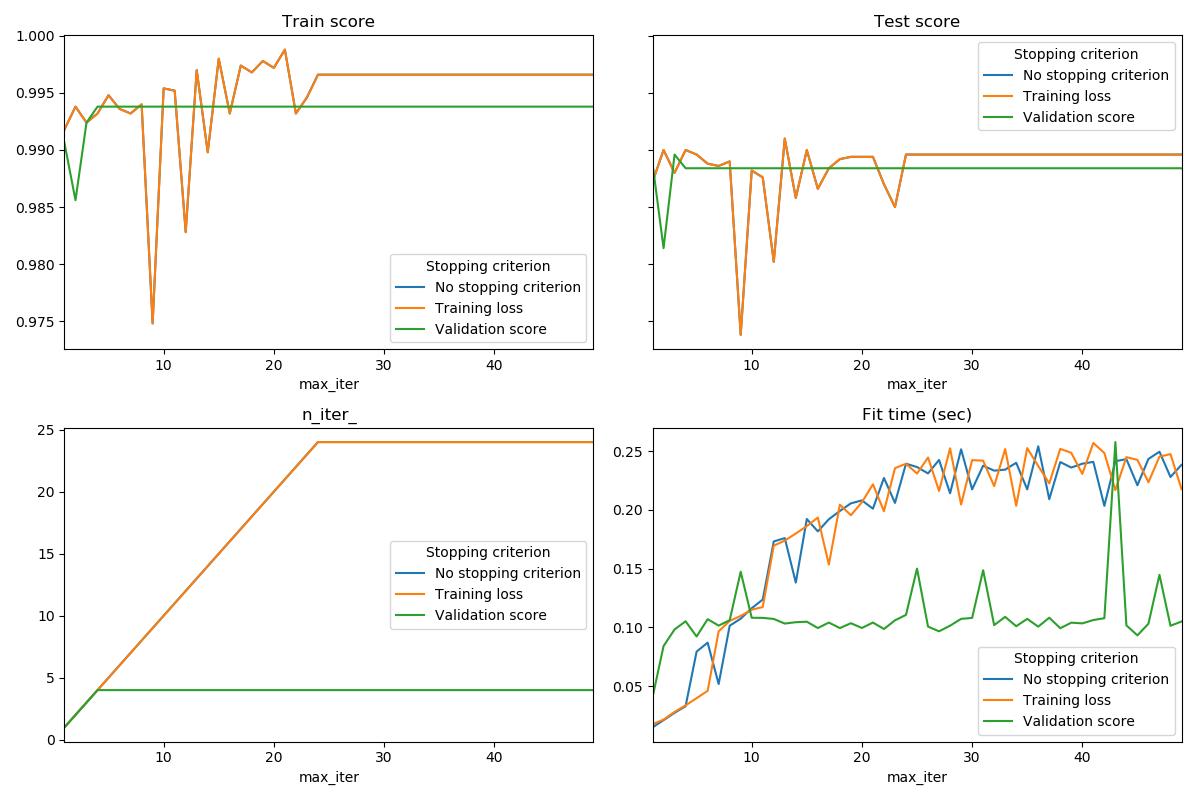 Train score
1.000
0.995
0.990
0.985
0.980
0.975
Stopping criterion
No stopping criterion
Training loss
Validation score
10
20
30
40
max_iter
Test score
Stopping criterion
No stopping criterion
Training loss
Validation score
10
20
30
40
max_iter
n_iter_
25
20
15
10
5
0
Stopping criterion
No stopping criterion
Training loss
Validation score
10
20
30
40
max_iter
Fit time (sec)
0.25
0.20
0.15
0.10
0.05
Stopping criterion
No stopping criterion
Training loss
Validation score
10
20
30
40
max_iter